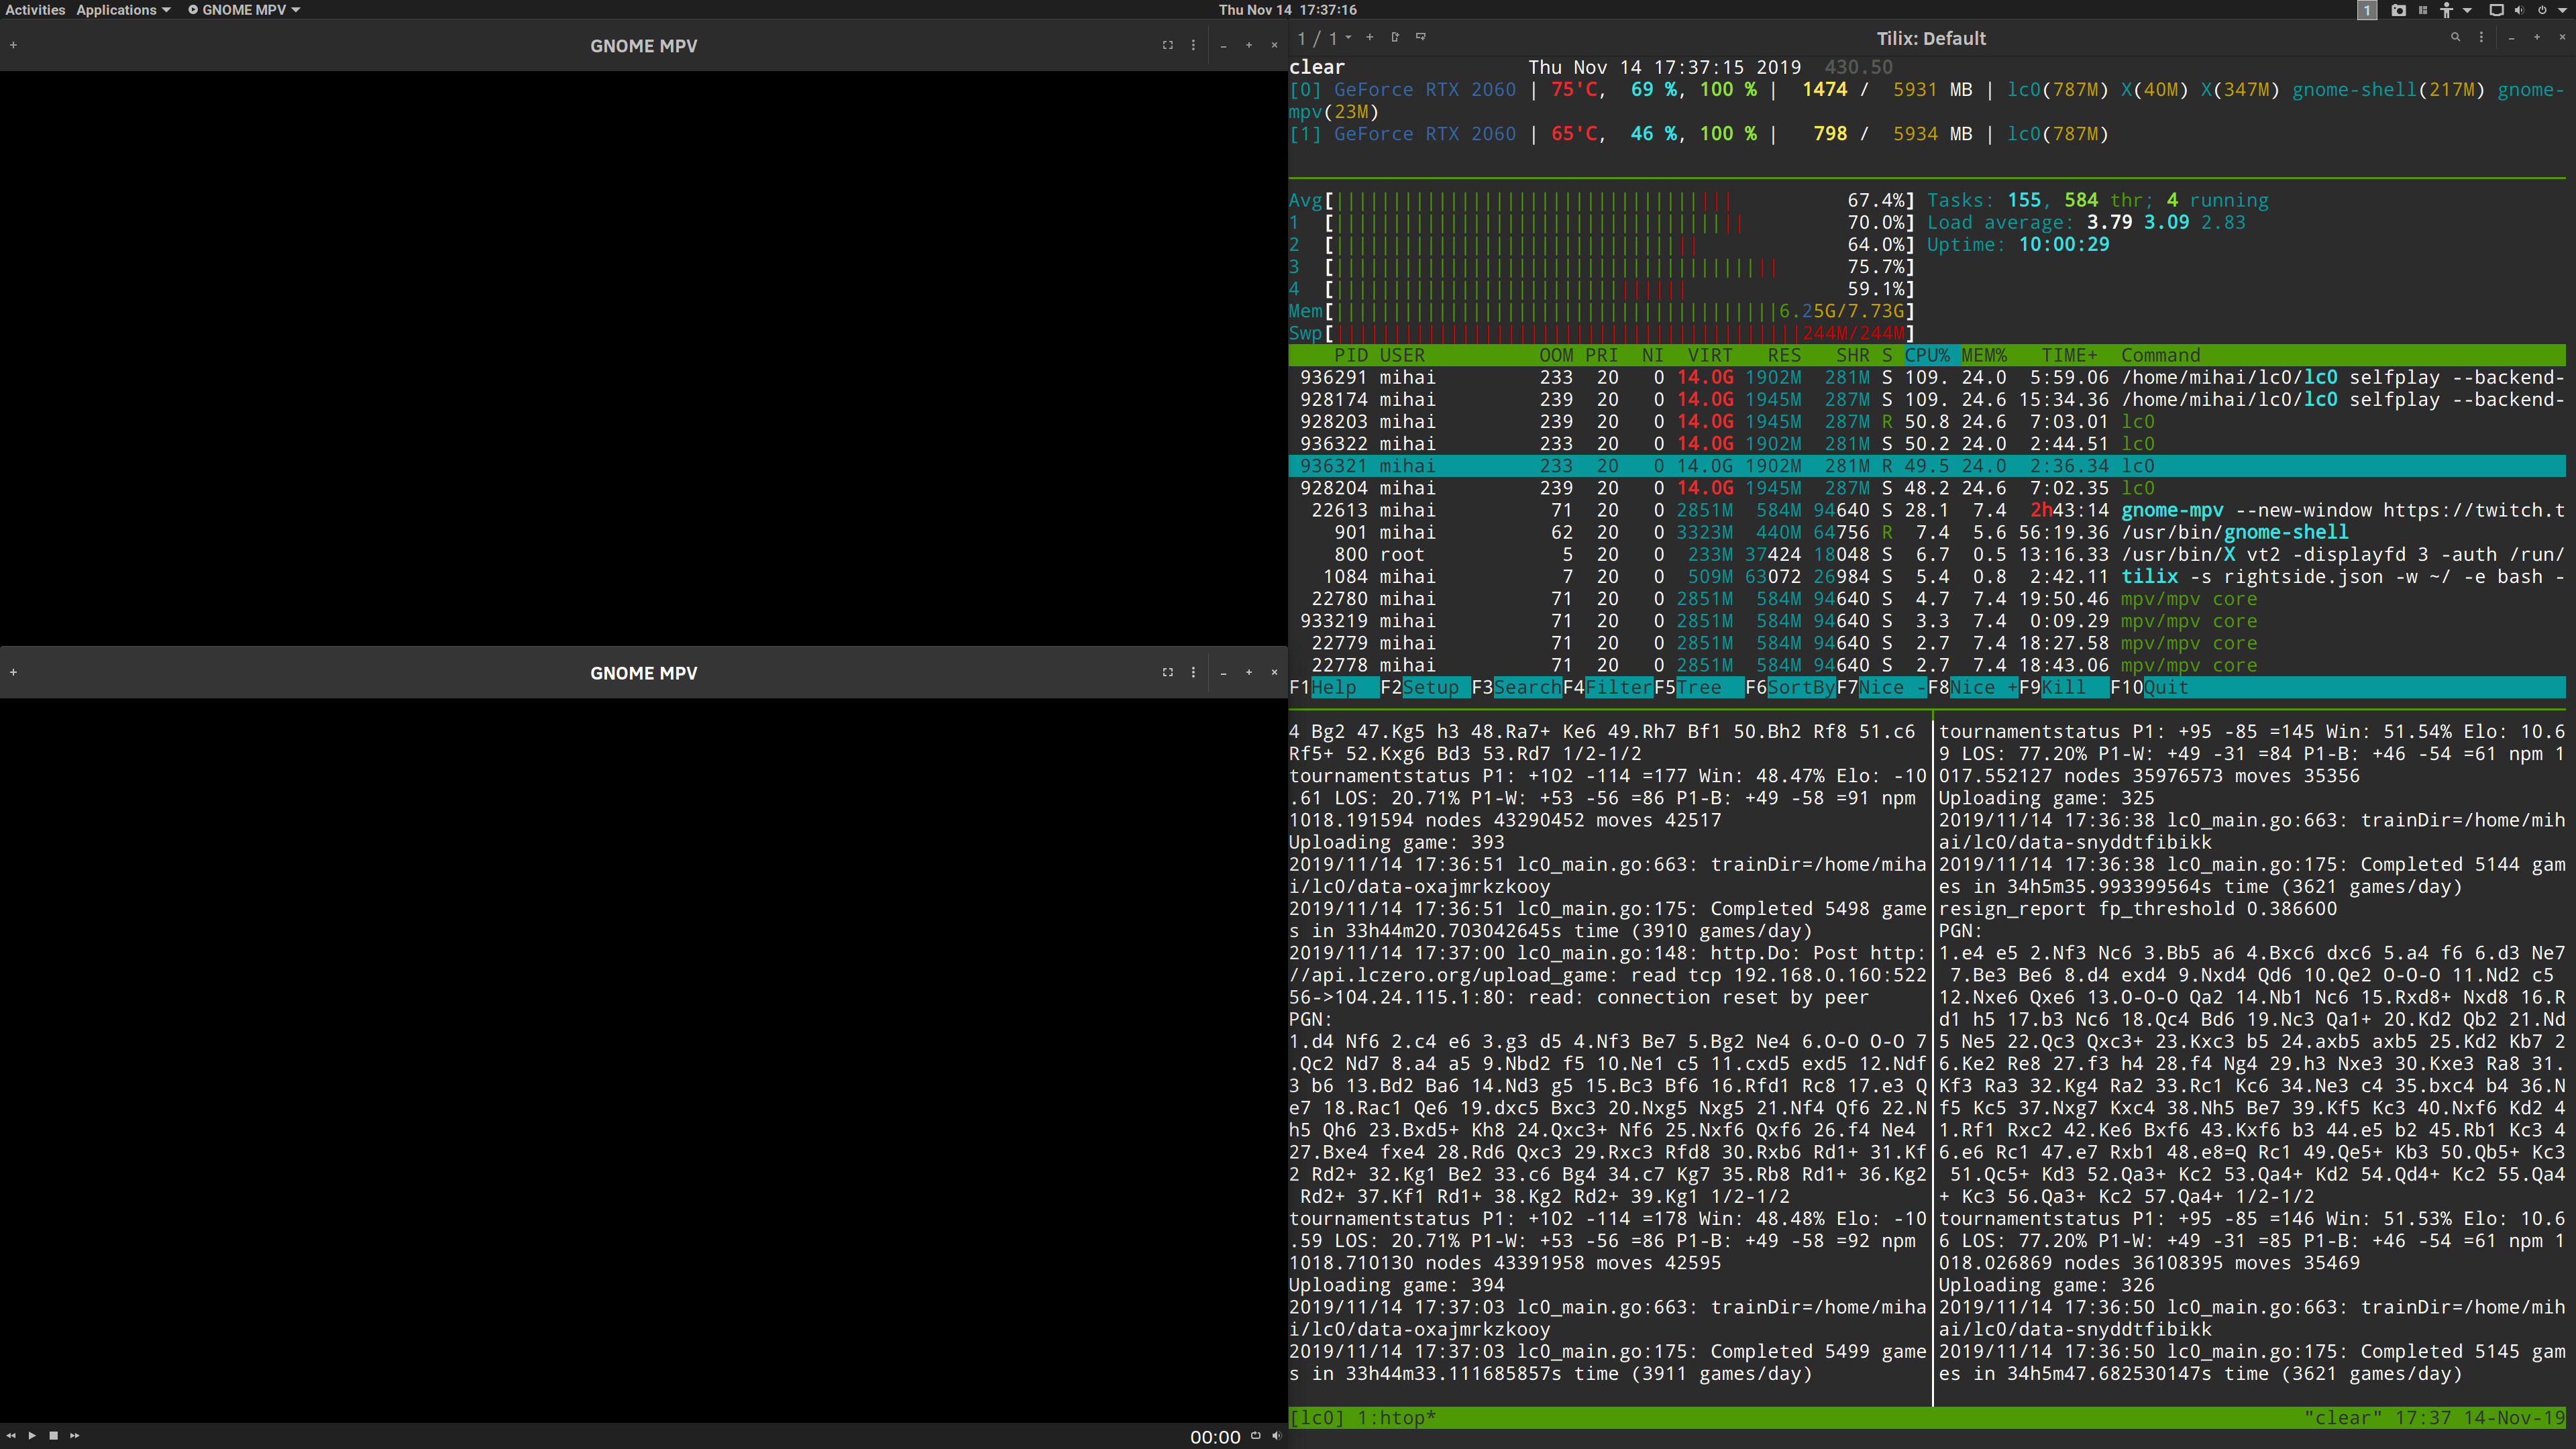 Activities Applications GNOME MPV Thu Nov 14 17:37:16 1
GNOME MPV
GNOME MPV
00:00
1 / 1 Tilix: Default
clear Thu Nov 14 17:37:15 2019 430.50
[0] GeForce RTX 2060 | 75'C, 69 %, 100 % | 1474 / 5931 MB | lc0(787M) X(40M) X(347M) gnome-shell(217M) gnome-
mpv(23M)
[1] GeForce RTX 2060 | 65'C, 46 %, 100 % | 798 / 5934 MB | lc0(787M)
Avg[ 67.4%] Tasks: 155, 584 thr; 4 running
1 [ 70.0%] Load average: 3.79 3.09 2.83
2 [ 64.0%] Uptime: 10:00:29
3 [ 75.7%]
4 [ 59.1%]
Mem[ 6.25G/7.73G]
Swp[ 244M/244M]
PID USER OOM PRI NI VIRT RES SHR S CPU% MEM% TIME+ Command
936291 mihai 233 20 0 14.0G 1902M 281M S 109. 24.0 5:59.06 /home/mihai/lc0/lc0 selfplay --backend-
928174 mihai 239 20 0 14.0G 1945M 287M S 109. 24.6 15:34.36 /home/mihai/lc0/lc0 selfplay --backend-
928203 mihai 239 20 0 14.0G 1945M 287M R 50.8 24.6 7:03.01 lc0
936322 mihai 233 20 0 14.0G 1902M 281M S 50.2 24.0 2:44.51 lc0
936321 mihai 233 20 0 14.0G 1902M 281M R 49.5 24.0 2:36.34 lc0
928204 mihai 239 20 0 14.0G 1945M 287M S 48.2 24.6 7:02.35 lc0
22613 mihai 71 20 0 2851M 584M 94640 S 28.1 7.4 2h43:14 gnome-mpv --new-window https://twitch.t
901 mihai 62 20 0 3323M 440M 64756 R 7.4 5.6 56:19.36 /usr/bin/gnome-shell
800 root 5 20 0 233M 37424 18048 S 6.7 0.5 13:16.33 /usr/bin/X vt2 -displayfd 3 -auth /run/
1084 mihai 7 20 0 509M 63072 26984 S 5.4 0.8 2:42.11 tilix -s rightside.json -w ~/ -e bash -
22780 mihai 71 20 0 2851M 584M 94640 S 4.7 7.4 19:50.46 mpv/mpv core
933219 mihai 71 20 0 2851M 584M 94640 S 3.3 7.4 0:09.29 mpv/mpv core
22779 mihai 71 20 0 2851M 584M 94640 S 2.7 7.4 18:27.58 mpv/mpv core
22778 mihai 71 20 0 2851M 584M 94640 S 2.7 7.4 18:43.06 mpv/mpv core
F1Help F2Setup F3SearchF4FilterF5Tree F6SortByF7Nice -F8Nice +F9Kill F10Quit
4 Bg2 47.Kg5 h3 48.Ra7+ Ke6 49.Rh7 Bf1 50.Bh2 Rf8 51.c6
Rf5+ 52.Kxg6 Bd3 53.Rd7 1/2-1/2
tournamentstatus P1: +102 -114 =177 Win: 48.47% Elo: -10
.61 LOS: 20.71% P1-W: +53 -56 =86 P1-B: +49 -58 =91 npm
1018.191594 nodes 43290452 moves 42517
Uploading game: 393
2019/11/14 17:36:51 lc0_main.go:663: trainDir=/home/miha
i/lc0/data-oxajmrkzkooy
2019/11/14 17:36:51 lc0_main.go:175: Completed 5498 game
s in 33h44m20.703042645s time (3910 games/day)
2019/11/14 17:37:00 lc0_main.go:148: http.Do: Post http:
//api.lczero.org/upload_game: read tcp 192.168.0.160:522
56->104.24.115.1:80: read: connection reset by peer
PGN:
1.d4 Nf6 2.c4 e6 3.g3 d5 4.Nf3 Be7 5.Bg2 Ne4 6.O-O O-O 7
.Qc2 Nd7 8.a4 a5 9.Nbd2 f5 10.Ne1 c5 11.cxd5 exd5 12.Ndf
3 b6 13.Bd2 Ba6 14.Nd3 g5 15.Bc3 Bf6 16.Rfd1 Rc8 17.e3 Q
e7 18.Rac1 Qe6 19.dxc5 Bxc3 20.Nxg5 Nxg5 21.Nf4 Qf6 22.N
h5 Qh6 23.Bxd5+ Kh8 24.Qxc3+ Nf6 25.Nxf6 Qxf6 26.f4 Ne4
27.Bxe4 fxe4 28.Rd6 Qxc3 29.Rxc3 Rfd8 30.Rxb6 Rd1+ 31.Kf
2 Rd2+ 32.Kg1 Be2 33.c6 Bg4 34.c7 Kg7 35.Rb8 Rd1+ 36.Kg2
Rd2+ 37.Kf1 Rd1+ 38.Kg2 Rd2+ 39.Kg1 1/2-1/2
tournamentstatus P1: +102 -114 =178 Win: 48.48% Elo: -10
.59 LOS: 20.71% P1-W: +53 -56 =86 P1-B: +49 -58 =92 npm
1018.710130 nodes 43391958 moves 42595
Uploading game: 394
2019/11/14 17:37:03 lc0_main.go:663: trainDir=/home/miha
i/lc0/data-oxajmrkzkooy
2019/11/14 17:37:03 lc0_main.go:175: Completed 5499 game
s in 33h44m33.111685857s time (3911 games/day)
tournamentstatus P1: +95 -85 =145 Win: 51.54% Elo: 10.6
9 LOS: 77.20% P1-W: +49 -31 =84 P1-B: +46 -54 =61 npm 1
017.552127 nodes 35976573 moves 35356
Uploading game: 325
2019/11/14 17:36:38 lc0_main.go:663: trainDir=/home/mih
ai/lc0/data-snyddtfibikk
2019/11/14 17:36:38 lc0_main.go:175: Completed 5144 gam
es in 34h5m35.993399564s time (3621 games/day)
resign_report fp_threshold 0.386600
PGN:
1.e4 e5 2.Nf3 Nc6 3.Bb5 a6 4.Bxc6 dxc6 5.a4 f6 6.d3 Ne7
7.Be3 Be6 8.d4 exd4 9.Nxd4 Qd6 10.Qe2 O-O-O 11.Nd2 c5
12.Nxe6 Qxe6 13.O-O-O Qa2 14.Nb1 Nc6 15.Rxd8+ Nxd8 16.R
d1 h5 17.b3 Nc6 18.Qc4 Bd6 19.Nc3 Qa1+ 20.Kd2 Qb2 21.Nd
5 Ne5 22.Qc3 Qxc3+ 23.Kxc3 b5 24.axb5 axb5 25.Kd2 Kb7 2
6.Ke2 Re8 27.f3 h4 28.f4 Ng4 29.h3 Nxe3 30.Kxe3 Ra8 31.
Kf3 Ra3 32.Kg4 Ra2 33.Rc1 Kc6 34.Ne3 c4 35.bxc4 b4 36.N
f5 Kc5 37.Nxg7 Kxc4 38.Nh5 Be7 39.Kf5 Kc3 40.Nxf6 Kd2 4
1.Rf1 Rxc2 42.Ke6 Bxf6 43.Kxf6 b3 44.e5 b2 45.Rb1 Kc3 4
6.e6 Rc1 47.e7 Rxb1 48.e8=Q Rc1 49.Qe5+ Kb3 50.Qb5+ Kc3
51.Qc5+ Kd3 52.Qa3+ Kc2 53.Qa4+ Kd2 54.Qd4+ Kc2 55.Qa4
+ Kc3 56.Qa3+ Kc2 57.Qa4+ 1/2-1/2
tournamentstatus P1: +95 -85 =146 Win: 51.53% Elo: 10.6
6 LOS: 77.20% P1-W: +49 -31 =85 P1-B: +46 -54 =61 npm 1
018.026869 nodes 36108395 moves 35469
Uploading game: 326
2019/11/14 17:36:50 lc0_main.go:663: trainDir=/home/mih
ai/lc0/data-snyddtfibikk
2019/11/14 17:36:50 lc0_main.go:175: Completed 5145 gam
es in 34h5m47.682530147s time (3621 games/day)
[lc0] 1:htop* "clear" 17:37 14-Nov-19